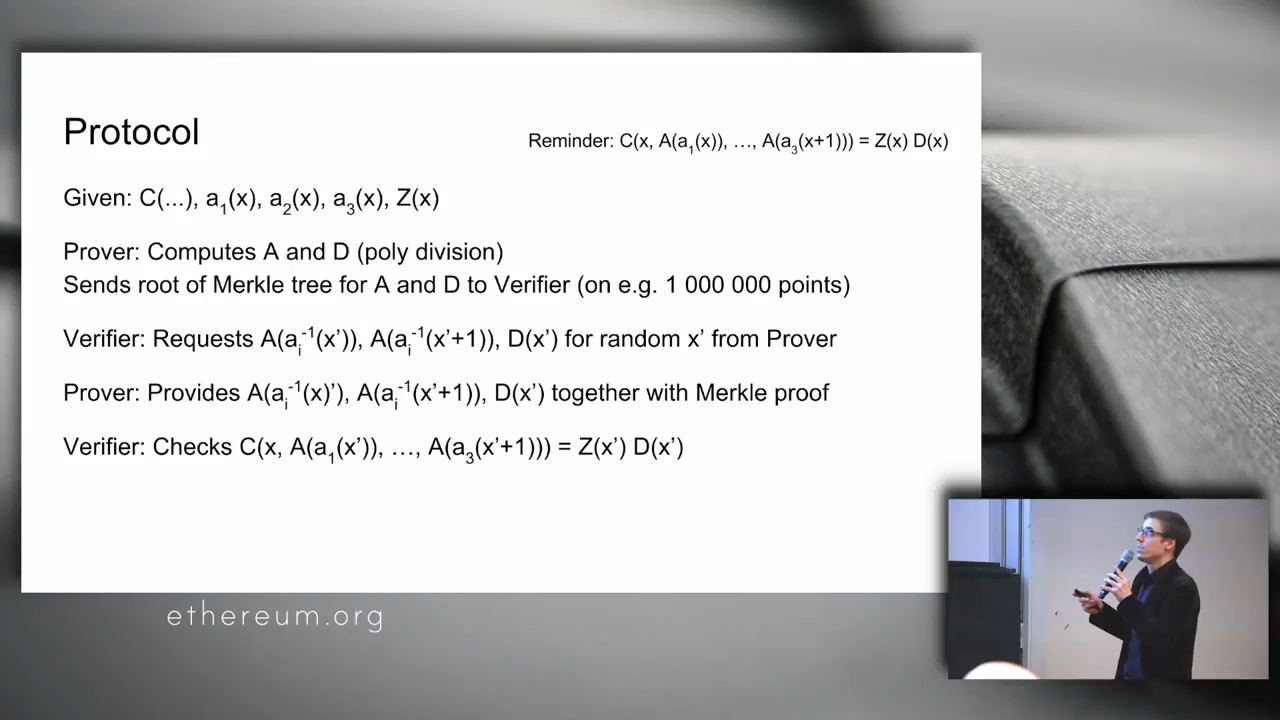 Protocol
Reminder: C(x, A(a₁(x)), …, A(a₃(x+1))) = Z(x) D(x)
Given: C(...), a₁(x), a₂(x), a₃(x), Z(x)
Prover: Computes A and D (poly division)
Sends root of Merkle tree for A and D to Verifier (on e.g. 1 000 000 points)
Verifier: Requests A(aᵢ⁻¹(x’)), A(aᵢ⁻¹(x’+1)), D(x’) for random x’ from Prover
Prover: Provides A(aᵢ⁻¹(x)’), A(aᵢ⁻¹(x’+1)), D(x’) together with Merkle proof
Verifier: Checks C(x, A(a₁(x’)), …, A(a₃(x’+1))) = Z(x’) D(x’)
ethereum.org